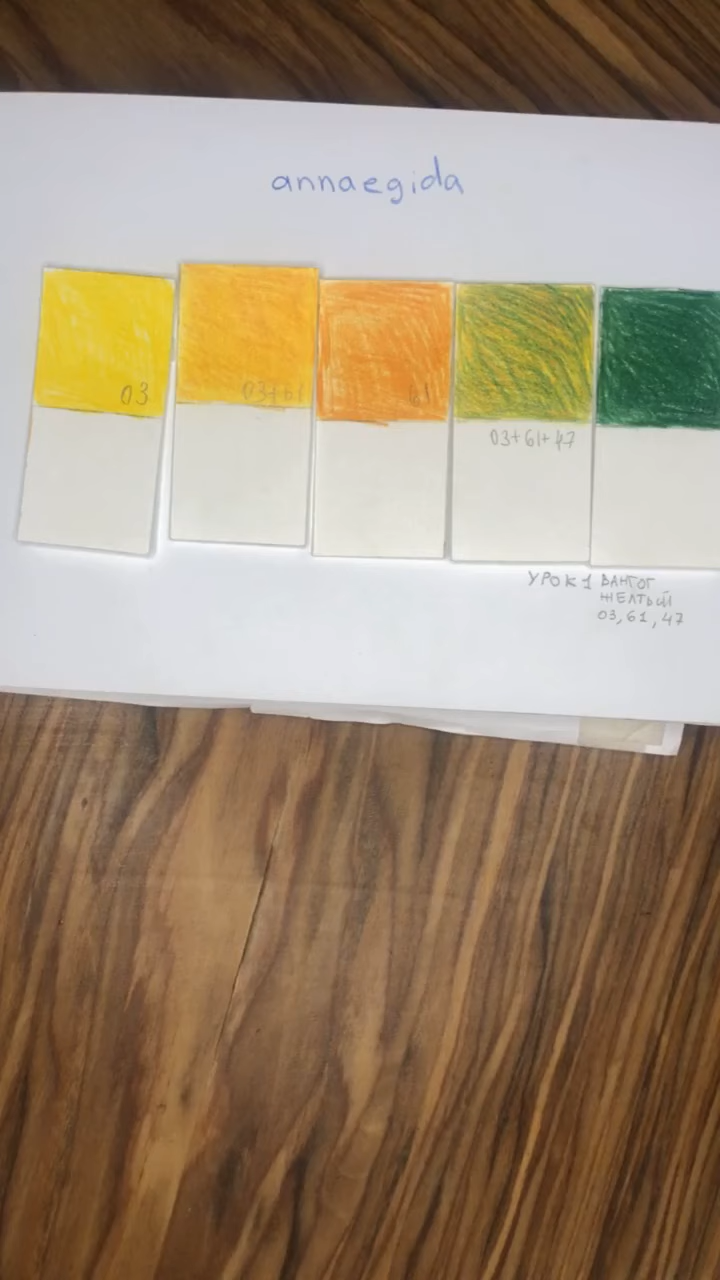 annaegida
03
03+61
61
03+61+47
УРОК 1 ВАНГОГ
ЖЕЛТЫЙ
03, 61, 47